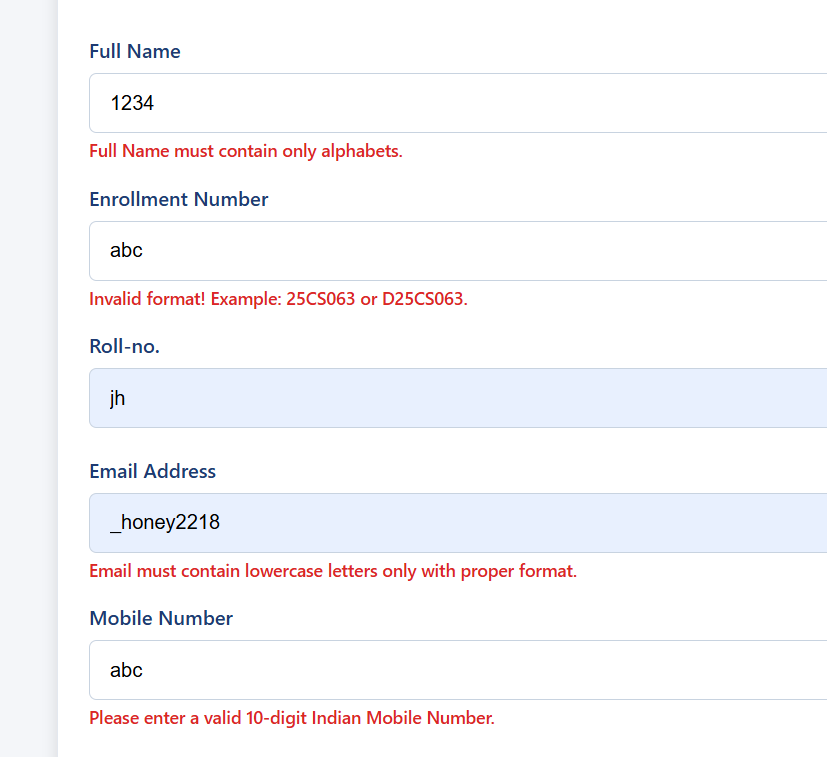 Full Name
1234
Full Name must contain only alphabets.
Enrollment Number
abc
Invalid format! Example: 25CS063 or D25CS063.
Roll-no.
jh
Email Address
_honey2218
Email must contain lowercase letters only with proper format.
Mobile Number
abc
Please enter a valid 10-digit Indian Mobile Number.